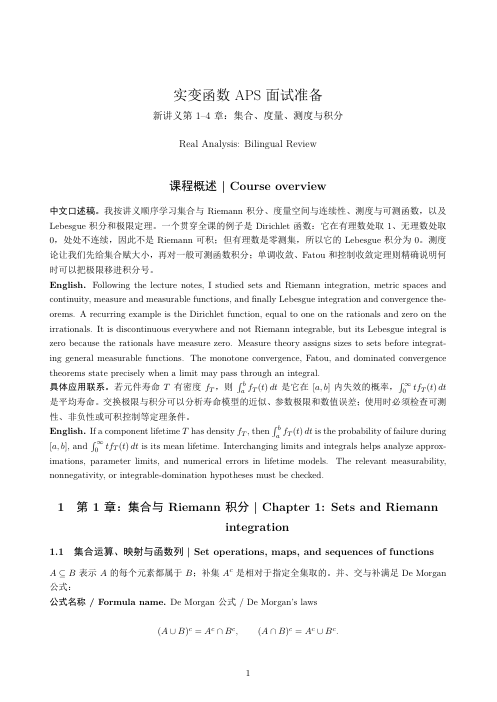 实变函数 APS 面试准备
新讲义第 1–4 章：集合、度量、测度与积分
Real Analysis: Bilingual Review
课程概述 | Course overview
中文口述稿。我按讲义顺序学习集合与 Riemann 积分、度量空间与连续性、测度与可测函数，以及
Lebesgue 积分和极限定理。一个贯穿全课的例子是 Dirichlet 函数：它在有理数处取 1、无理数处取
0，处处不连续，因此不是 Riemann 可积；但有理数是零测集，所以它的 Lebesgue 积分为 0。测度
论让我们先给集合赋大小，再对一般可测函数积分；单调收敛、Fatou 和控制收敛定理则精确说明何
时可以把极限移进积分号。
English. Following the lecture notes, I studied sets and Riemann integration, metric spaces and
continuity, measure and measurable functions, and finally Lebesgue integration and convergence the-
orems. A recurring example is the Dirichlet function, equal to one on the rationals and zero on the
irrationals. It is discontinuous everywhere and not Riemann integrable, but its Lebesgue integral is
zero because the rationals have measure zero. Measure theory assigns sizes to sets before integrat-
ing general measurable functions. The monotone convergence, Fatou, and dominated convergence
theorems state precisely when a limit may pass through an integral.
具体应用联系。若元件寿命 T 有密度 f_T，则 ∫_a^b f_T(t) dt 是它在 [a, b] 内失效的概率，∫_0^∞ tf_T(t) dt
是平均寿命。交换极限与积分可以分析寿命模型的近似、参数极限和数值误差；使用时必须检查可测
性、非负性或可积控制等定理条件。
English. If a component lifetime T has density f_T, then ∫_a^b f_T(t) dt is the probability of failure during
[a, b], and ∫_0^∞ tf_T(t) dt is its mean lifetime. Interchanging limits and integrals helps analyze approx-
imations, parameter limits, and numerical errors in lifetime models. The relevant measurability,
nonnegativity, or integrable-domination hypotheses must be checked.
1 第 1 章：集合与 Riemann 积分 | Chapter 1: Sets and Riemann
integration
1.1 集合运算、映射与函数列 | Set operations, maps, and sequences of functions
A ⊆ B 表示 A 的每个元素都属于 B；补集 A^c 是相对于指定全集取的。并、交与补满足 De Morgan
公式：
公式名称 / Formula name. De Morgan 公式 / De Morgan's laws
(A ∪ B)^c = A^c ∩ B^c, (A ∩ B)^c = A^c ∪ B^c.
1